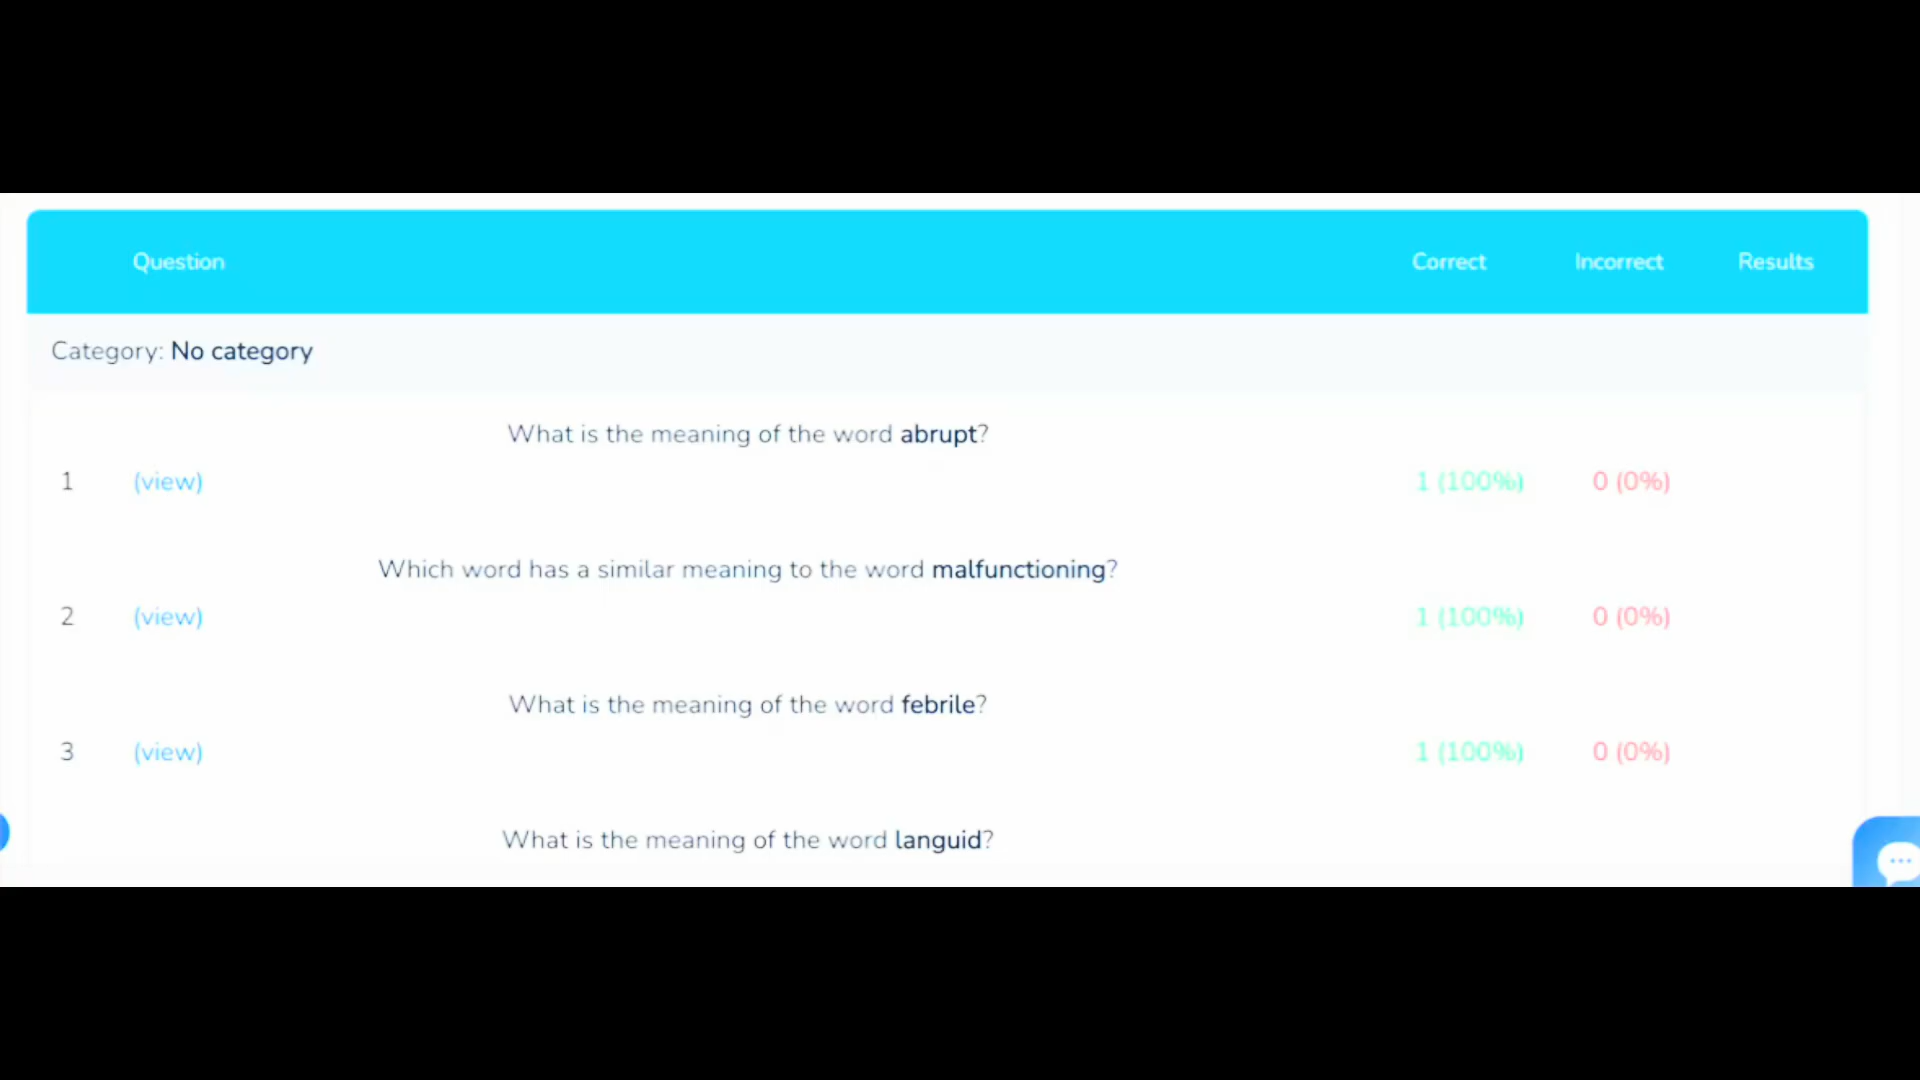 Question Correct Incorrect Results
Category: No category
What is the meaning of the word abrupt?
1 (view) 1 (100%) 0 (0%)
Which word has a similar meaning to the word malfunctioning?
2 (view) 1 (100%) 0 (0%)
What is the meaning of the word febrile?
3 (view) 1 (100%) 0 (0%)
What is the meaning of the word languid?